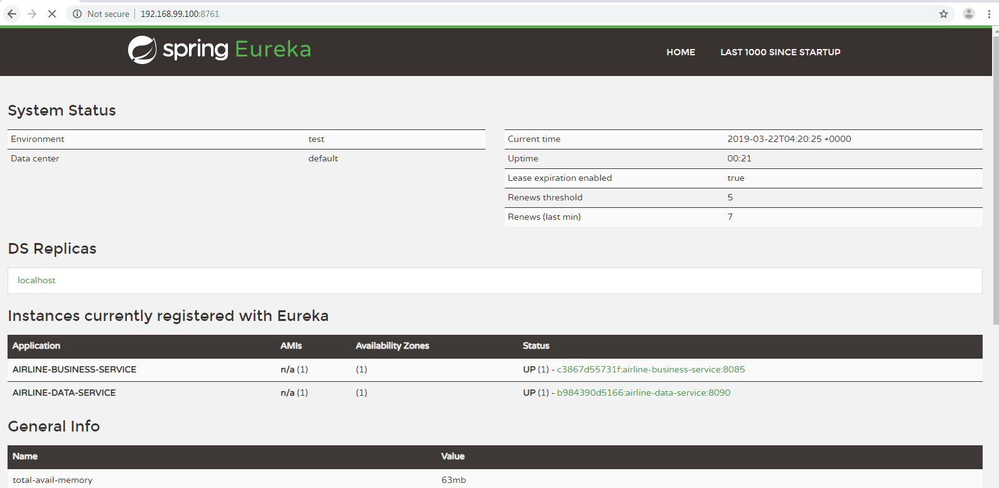 Not secure | 192.168.99.100:8761
spring Eureka
HOME LAST 1000 SINCE STARTUP
System Status
Environment test
Data center default
Current time 2019-03-22T04:20:25 +0000
Uptime 00:21
Lease expiration enabled true
Renews threshold 5
Renews (last min) 7
DS Replicas
localhost
Instances currently registered with Eureka
Application AMIs Availability Zones Status
AIRLINE-BUSINESS-SERVICE n/a (1) (1) UP (1) - c3867d55731f:airline-business-service:8085
AIRLINE-DATA-SERVICE n/a (1) (1) UP (1) - b984390d5166:airline-data-service:8090
General Info
Name Value
total-avail-memory 63mb